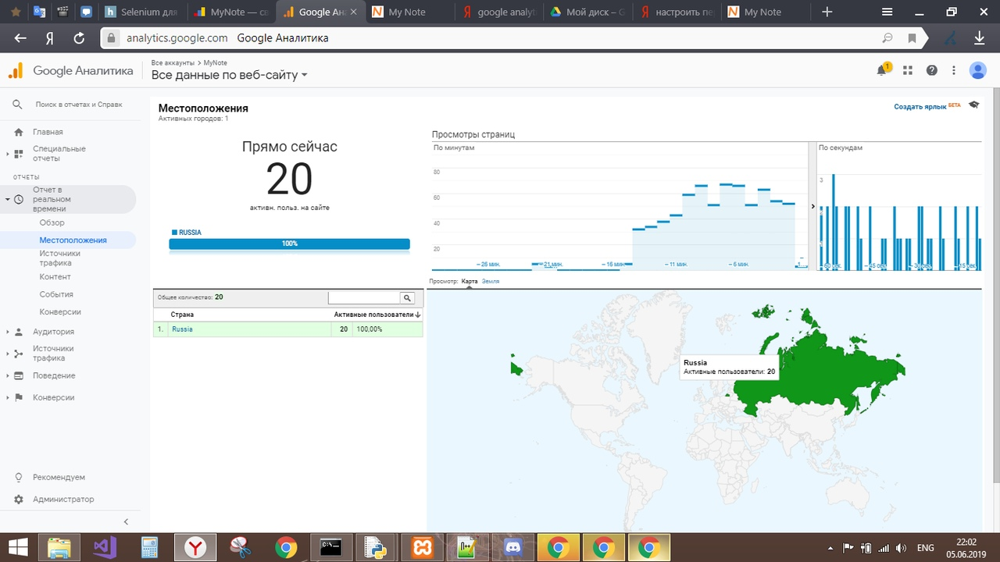 Selenium для
MyNote — св
Google Ан
My Note
google analyt
Мой диск – G
настроить пе
My Note
analytics.google.com Google Аналитика
Google Аналитика
Все аккаунты > MyNote
Все данные по веб-сайту
1
Поиск в отчетах и Справк
Главная
Специальные
отчеты
ОТЧЕТЫ
Отчет в
реальном
времени
Обзор
Местоположения
Источники
трафика
Контент
События
Конверсии
Аудитория
Источники
трафика
Поведение
Конверсии
Рекомендуем
Администратор
Местоположения
Активных городов: 1
Создать ярлык БЕТА
Прямо сейчас
20
активн. польз. на сайте
RUSSIA
100%
Просмотры страниц
По минутам
80
60
40
20
– 26 мин.
– 21 мин.
– 16 мин.
– 11 мин.
– 6 мин.
По секундам
3
– 60 сек.
– 45 сек.
– 30 сек.
– 15 сек.
Просмотр: Карта Земля
Общее количество: 20
Страна Активные пользователи
1. Russia 20 100,00%
Russia
Активные пользователи: 20
ENG
22:02
05.06.2019